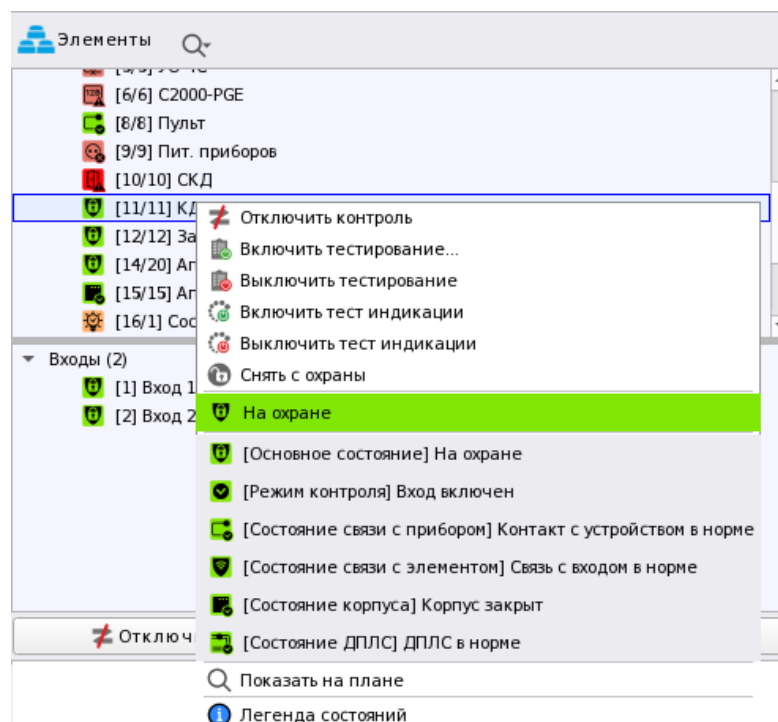 Элементы
[6/6] С2000-PGE
[8/8] Пульт
[9/9] Пит. приборов
[10/10] СКД
[11/11] КД
[12/12] За
[14/20] Ап
[15/15] Ап
[16/1] Сос
Отключить контроль
Включить тестирование...
Выключить тестирование
Включить тест индикации
Выключить тест индикации
Снять с охраны
На охране
[Основное состояние] На охране
[Режим контроля] Вход включен
[Состояние связи с прибором] Контакт с устройством в норме
[Состояние связи с элементом] Связь с входом в норме
[Состояние корпуса] Корпус закрыт
[Состояние ДПЛС] ДПЛС в норме
Показать на плане
Легенда состояний
Входы (2)
[1] Вход 1
[2] Вход 2
Отключ